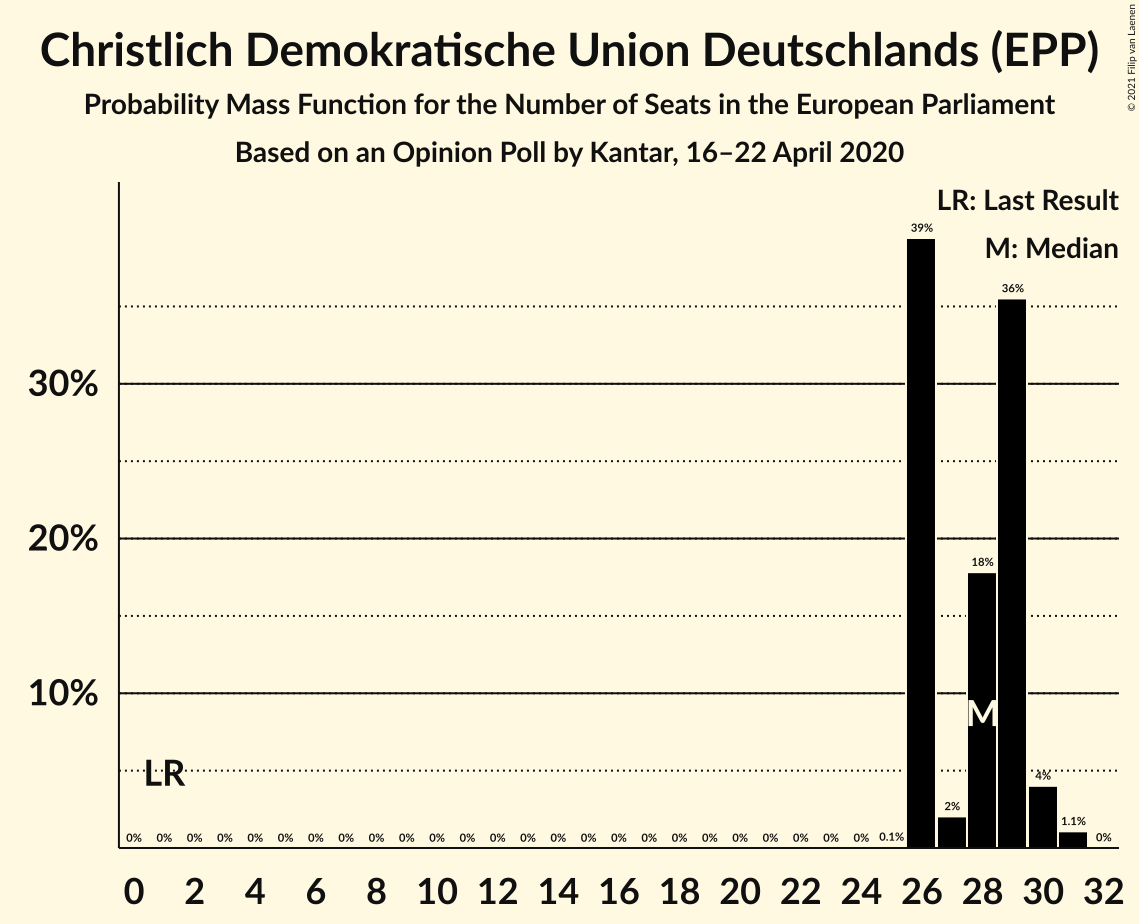 Christlich Demokratische Union Deutschlands (EPP)
Probability Mass Function for the Number of Seats in the European Parliament
Based on an Opinion Poll by Kantar, 16–22 April 2020
© 2021 Filip van Laenen
LR: Last Result
M: Median
39%
36%
30%
20%
18%
10%
M
LR
4%
2%
1.1%
0% 0% 0% 0% 0% 0% 0% 0% 0% 0% 0% 0% 0% 0% 0% 0% 0% 0% 0% 0% 0% 0% 0% 0% 0% 0.1% 0%
0 2 4 6 8 10 12 14 16 18 20 22 24 26 28 30 32